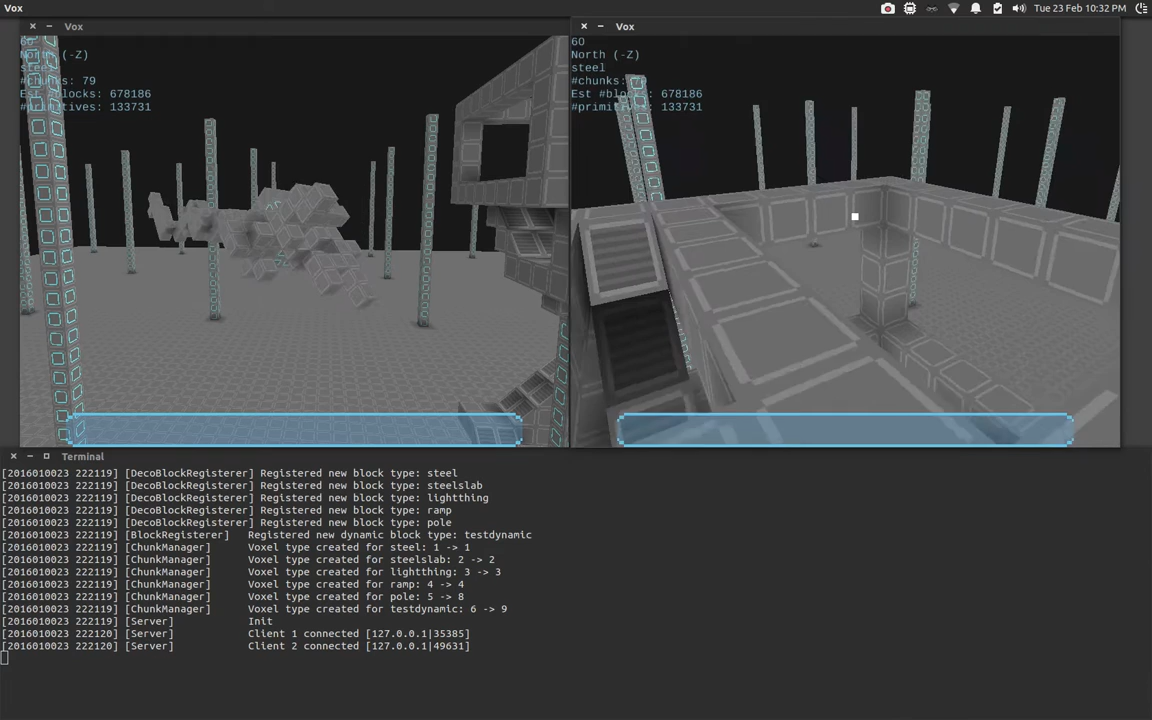 Vox
Tue 23 Feb 10:32 PM
Vox
60
North (-Z)
steel
#chunks: 79
Est #blocks: 678186
#primitives: 133731
Vox
60
North (-Z)
steel
#chunks: 79
Est #blocks: 678186
#primitives: 133731
Terminal
[2016010023 222119] [DecoBlockRegisterer] Registered new block type: steel
[2016010023 222119] [DecoBlockRegisterer] Registered new block type: steelslab
[2016010023 222119] [DecoBlockRegisterer] Registered new block type: lightthing
[2016010023 222119] [DecoBlockRegisterer] Registered new block type: ramp
[2016010023 222119] [DecoBlockRegisterer] Registered new block type: pole
[2016010023 222119] [BlockRegisterer] Registered new dynamic block type: testdynamic
[2016010023 222119] [ChunkManager] Voxel type created for steel: 1 -> 1
[2016010023 222119] [ChunkManager] Voxel type created for steelslab: 2 -> 2
[2016010023 222119] [ChunkManager] Voxel type created for lightthing: 3 -> 3
[2016010023 222119] [ChunkManager] Voxel type created for ramp: 4 -> 4
[2016010023 222119] [ChunkManager] Voxel type created for pole: 5 -> 8
[2016010023 222119] [ChunkManager] Voxel type created for testdynamic: 6 -> 9
[2016010023 222119] [Server] Init
[2016010023 222120] [Server] Client 1 connected [127.0.0.1|35385]
[2016010023 222120] [Server] Client 2 connected [127.0.0.1|49631]